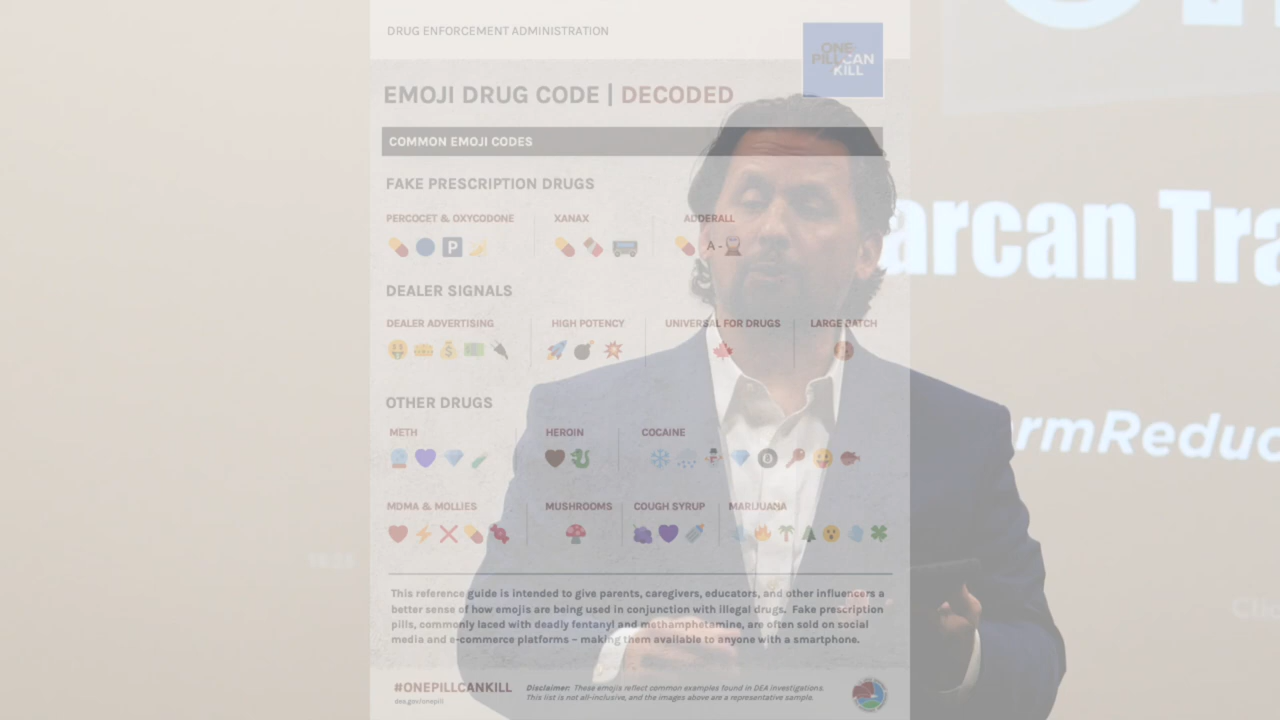 DRUG ENFORCEMENT ADMINISTRATION
ONE
PILL CAN
KILL
EMOJI DRUG CODE | DECODED
COMMON EMOJI CODES
FAKE PRESCRIPTION DRUGS
PERCOCET & OXYCODONE XANAX ADDERALL
P A-
DEALER SIGNALS
DEALER ADVERTISING HIGH POTENCY UNIVERSAL FOR DRUGS LARGE BATCH
OTHER DRUGS
METH HEROIN COCAINE
8
MDMA & MOLLIES MUSHROOMS COUGH SYRUP MARIJUANA
This reference guide is intended to give parents, caregivers, educators, and other influencers a
better sense of how emojis are being used in conjunction with illegal drugs. Fake prescription
pills, commonly laced with deadly fentanyl and methamphetamine, are often sold on social
media and e-commerce platforms – making them available to anyone with a smartphone.
#ONEPILLCANKILL
dea.gov/onepill
Disclaimer: These emojis reflect common examples found in DEA investigations.
This list is not all-inclusive, and the images above are a representative sample.
arcan Tra
rmReduc
Clic